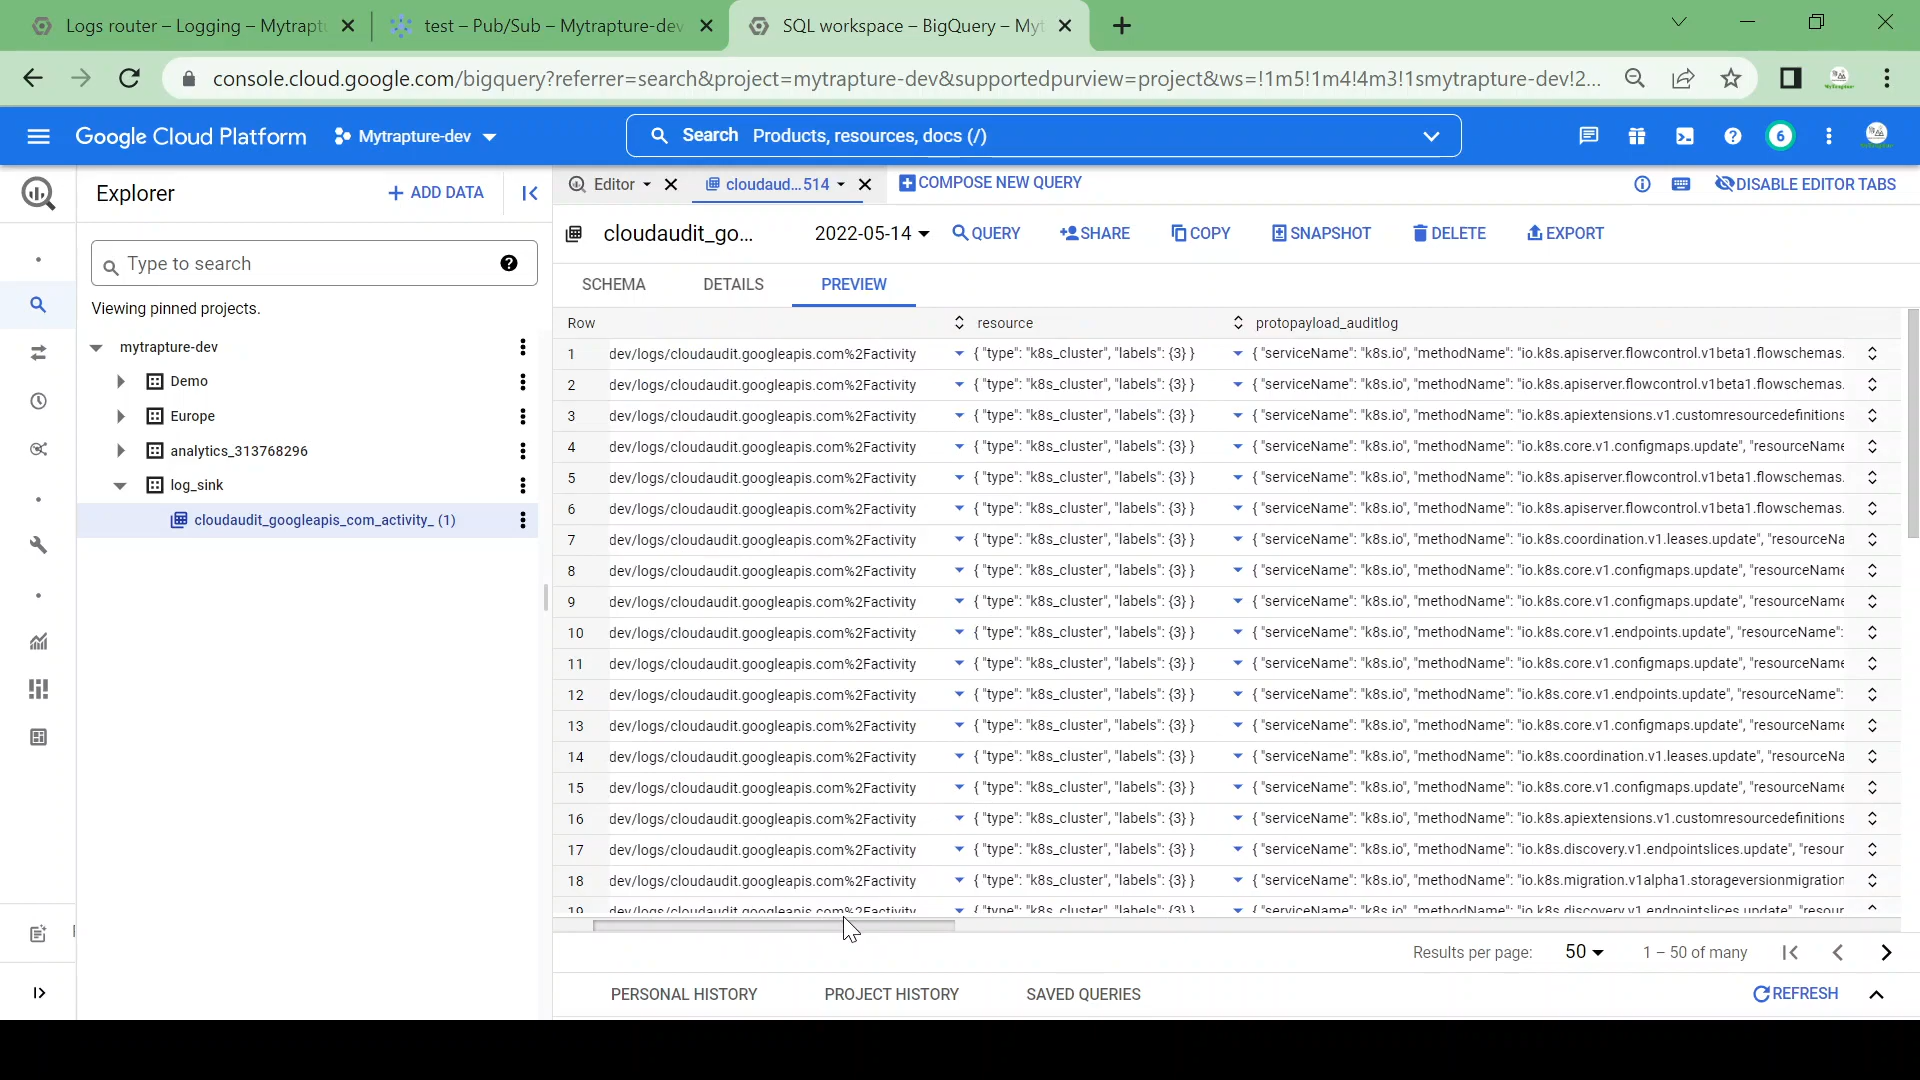 Logs router – Logging – Mytraptu
test – Pub/Sub – Mytrapture-dev
SQL workspace – BigQuery – Myt
console.cloud.google.com/bigquery?referrer=search&project=mytrapture-dev&supportedpurview=project&ws=!1m5!1m4!4m3!1smytrapture-dev!2...
Google Cloud Platform
Mytrapture-dev
Search Products, resources, docs (/)
6
Explorer
+ ADD DATA
Editor
cloudaud...514
COMPOSE NEW QUERY
DISABLE EDITOR TABS
Type to search
Viewing pinned projects.
mytrapture-dev
Demo
Europe
analytics_313768296
log_sink
cloudaudit_googleapis_com_activity_ (1)
cloudaudit_go...
2022-05-14
QUERY
SHARE
COPY
SNAPSHOT
DELETE
EXPORT
SCHEMA
DETAILS
PREVIEW
Row resource protopayload_auditlog
1 dev/logs/cloudaudit.googleapis.com%2Factivity { "type": "k8s_cluster", "labels": {3} } { "serviceName": "k8s.io", "methodName": "io.k8s.apiserver.flowcontrol.v1beta1.flowschemas.
2 dev/logs/cloudaudit.googleapis.com%2Factivity { "type": "k8s_cluster", "labels": {3} } { "serviceName": "k8s.io", "methodName": "io.k8s.apiserver.flowcontrol.v1beta1.flowschemas.
3 dev/logs/cloudaudit.googleapis.com%2Factivity { "type": "k8s_cluster", "labels": {3} } { "serviceName": "k8s.io", "methodName": "io.k8s.apiextensions.v1.customresourcedefinitions
4 dev/logs/cloudaudit.googleapis.com%2Factivity { "type": "k8s_cluster", "labels": {3} } { "serviceName": "k8s.io", "methodName": "io.k8s.core.v1.configmaps.update", "resourceName
5 dev/logs/cloudaudit.googleapis.com%2Factivity { "type": "k8s_cluster", "labels": {3} } { "serviceName": "k8s.io", "methodName": "io.k8s.apiserver.flowcontrol.v1beta1.flowschemas.
6 dev/logs/cloudaudit.googleapis.com%2Factivity { "type": "k8s_cluster", "labels": {3} } { "serviceName": "k8s.io", "methodName": "io.k8s.apiserver.flowcontrol.v1beta1.flowschemas.
7 dev/logs/cloudaudit.googleapis.com%2Factivity { "type": "k8s_cluster", "labels": {3} } { "serviceName": "k8s.io", "methodName": "io.k8s.coordination.v1.leases.update", "resourceNa
8 dev/logs/cloudaudit.googleapis.com%2Factivity { "type": "k8s_cluster", "labels": {3} } { "serviceName": "k8s.io", "methodName": "io.k8s.core.v1.configmaps.update", "resourceName
9 dev/logs/cloudaudit.googleapis.com%2Factivity { "type": "k8s_cluster", "labels": {3} } { "serviceName": "k8s.io", "methodName": "io.k8s.core.v1.configmaps.update", "resourceName
10 dev/logs/cloudaudit.googleapis.com%2Factivity { "type": "k8s_cluster", "labels": {3} } { "serviceName": "k8s.io", "methodName": "io.k8s.core.v1.endpoints.update", "resourceName":
11 dev/logs/cloudaudit.googleapis.com%2Factivity { "type": "k8s_cluster", "labels": {3} } { "serviceName": "k8s.io", "methodName": "io.k8s.core.v1.configmaps.update", "resourceName
12 dev/logs/cloudaudit.googleapis.com%2Factivity { "type": "k8s_cluster", "labels": {3} } { "serviceName": "k8s.io", "methodName": "io.k8s.core.v1.endpoints.update", "resourceName":
13 dev/logs/cloudaudit.googleapis.com%2Factivity { "type": "k8s_cluster", "labels": {3} } { "serviceName": "k8s.io", "methodName": "io.k8s.core.v1.configmaps.update", "resourceName
14 dev/logs/cloudaudit.googleapis.com%2Factivity { "type": "k8s_cluster", "labels": {3} } { "serviceName": "k8s.io", "methodName": "io.k8s.coordination.v1.leases.update", "resourceNa
15 dev/logs/cloudaudit.googleapis.com%2Factivity { "type": "k8s_cluster", "labels": {3} } { "serviceName": "k8s.io", "methodName": "io.k8s.core.v1.configmaps.update", "resourceName
16 dev/logs/cloudaudit.googleapis.com%2Factivity { "type": "k8s_cluster", "labels": {3} } { "serviceName": "k8s.io", "methodName": "io.k8s.apiextensions.v1.customresourcedefinitions
17 dev/logs/cloudaudit.googleapis.com%2Factivity { "type": "k8s_cluster", "labels": {3} } { "serviceName": "k8s.io", "methodName": "io.k8s.discovery.v1.endpointslices.update", "resour
18 dev/logs/cloudaudit.googleapis.com%2Factivity { "type": "k8s_cluster", "labels": {3} } { "serviceName": "k8s.io", "methodName": "io.k8s.migration.v1alpha1.storageversionmigration
19 dev/logs/cloudaudit.googleapis.com%2Factivity { "type": "k8s_cluster", "labels": {3} } { "serviceName": "k8s.io", "methodName": "io.k8s.discovery.v1.endpointslices.update", "resour
Results per page: 50 1 – 50 of many
PERSONAL HISTORY
PROJECT HISTORY
SAVED QUERIES
REFRESH